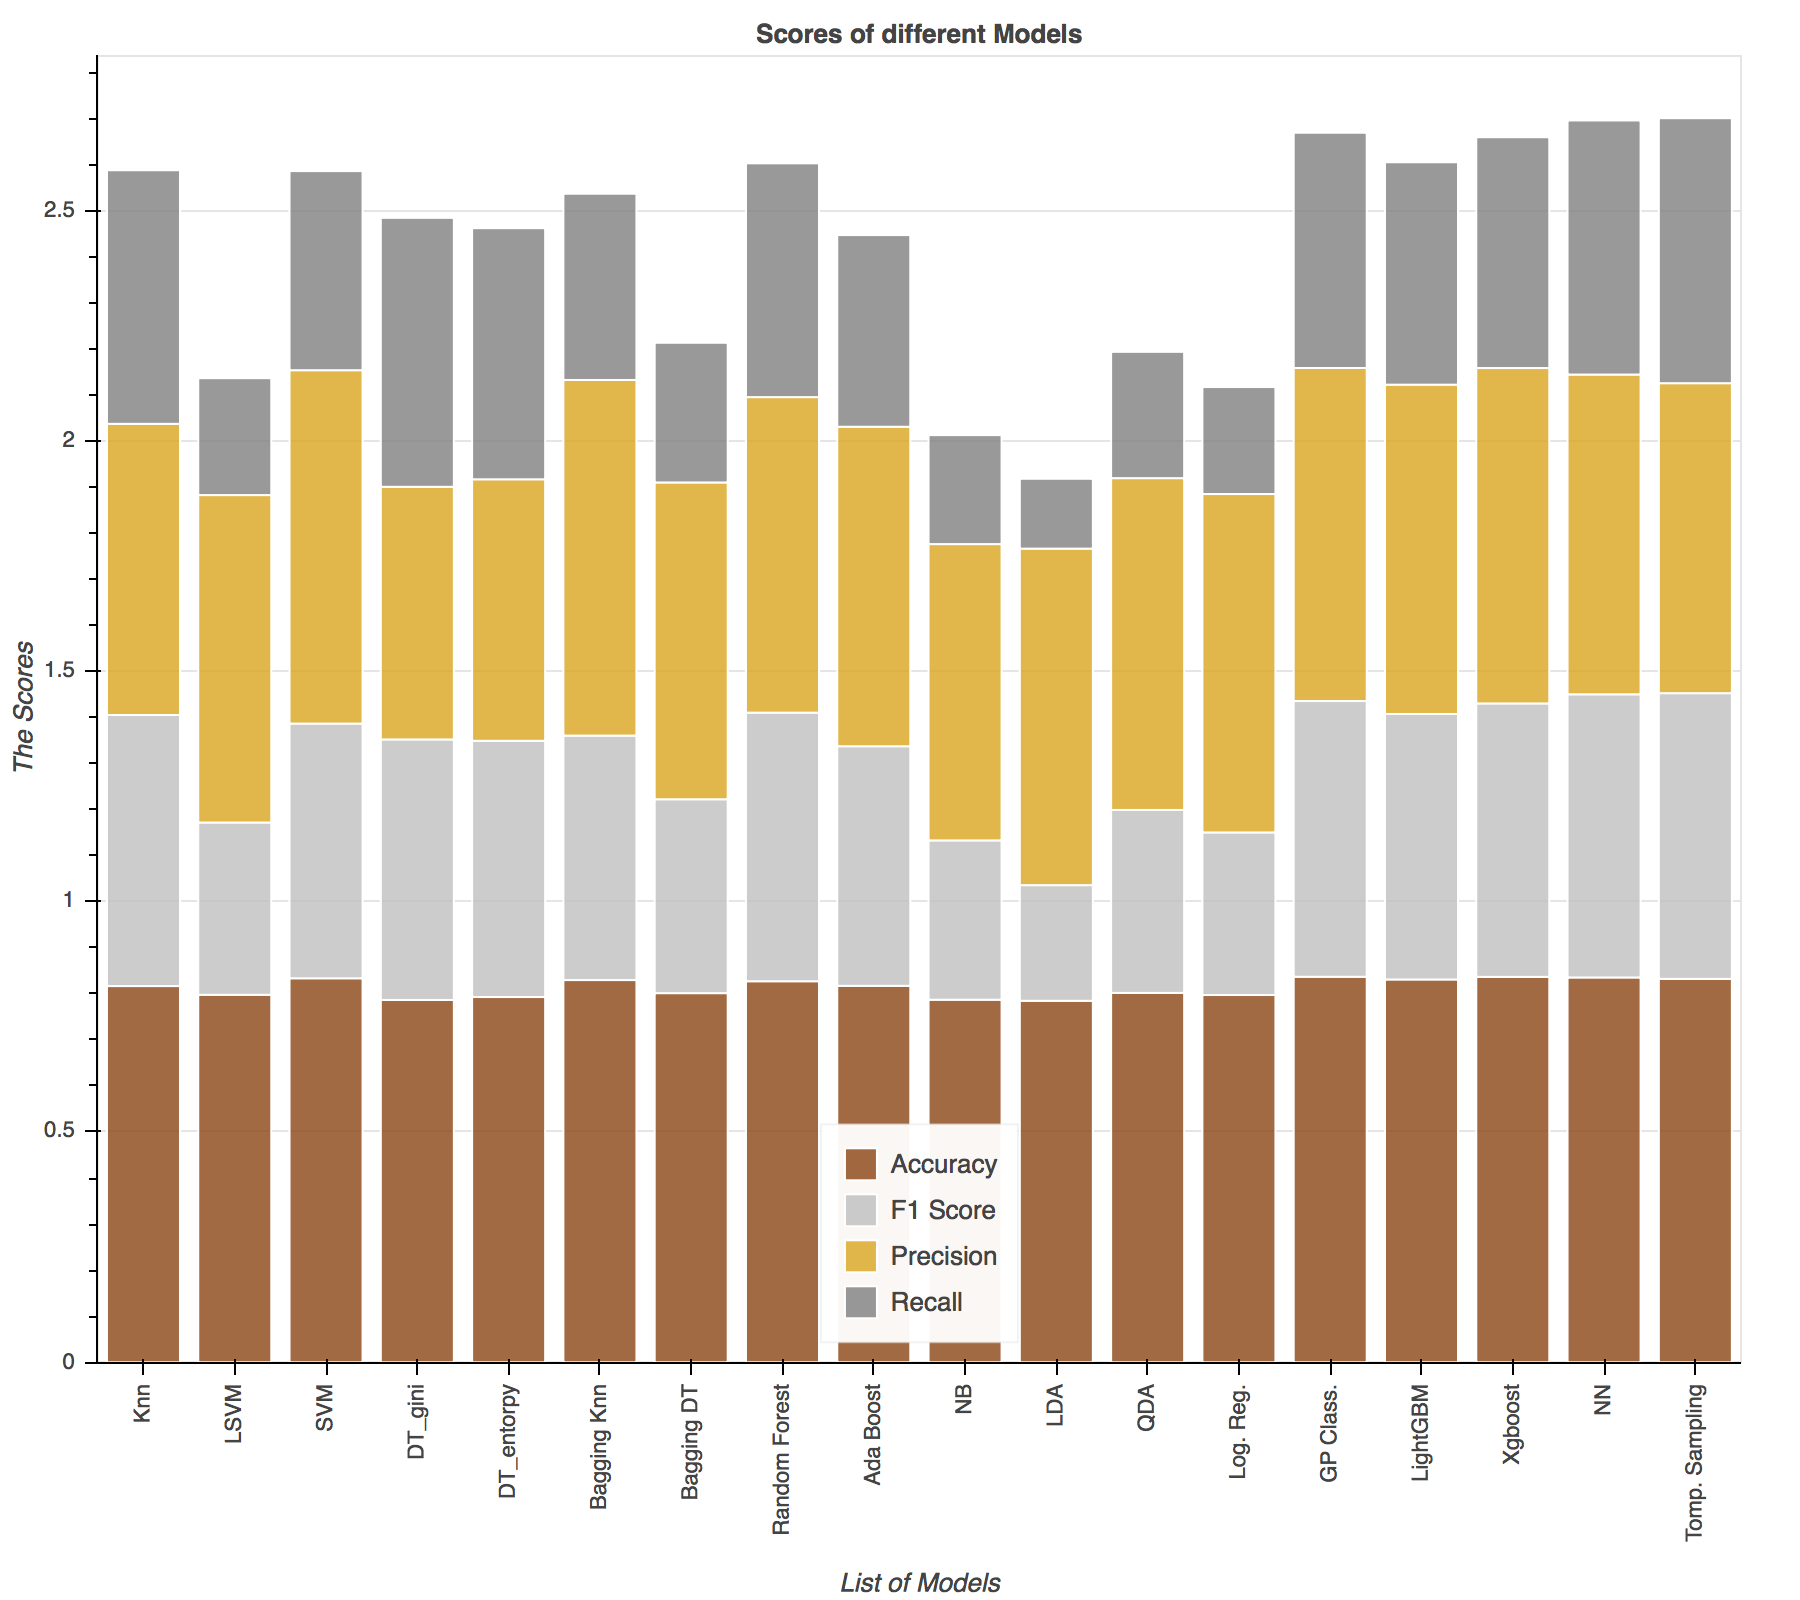 Scores of different Models
The Scores
2.5
2
1.5
1
0.5
0
Accuracy
F1 Score
Precision
Recall
Knn
LSVM
SVM
DT_gini
DT_entorpy
Bagging Knn
Bagging DT
Random Forest
Ada Boost
NB
LDA
QDA
Log. Reg.
GP Class.
LightGBM
Xgboost
NN
Tomp. Sampling
List of Models